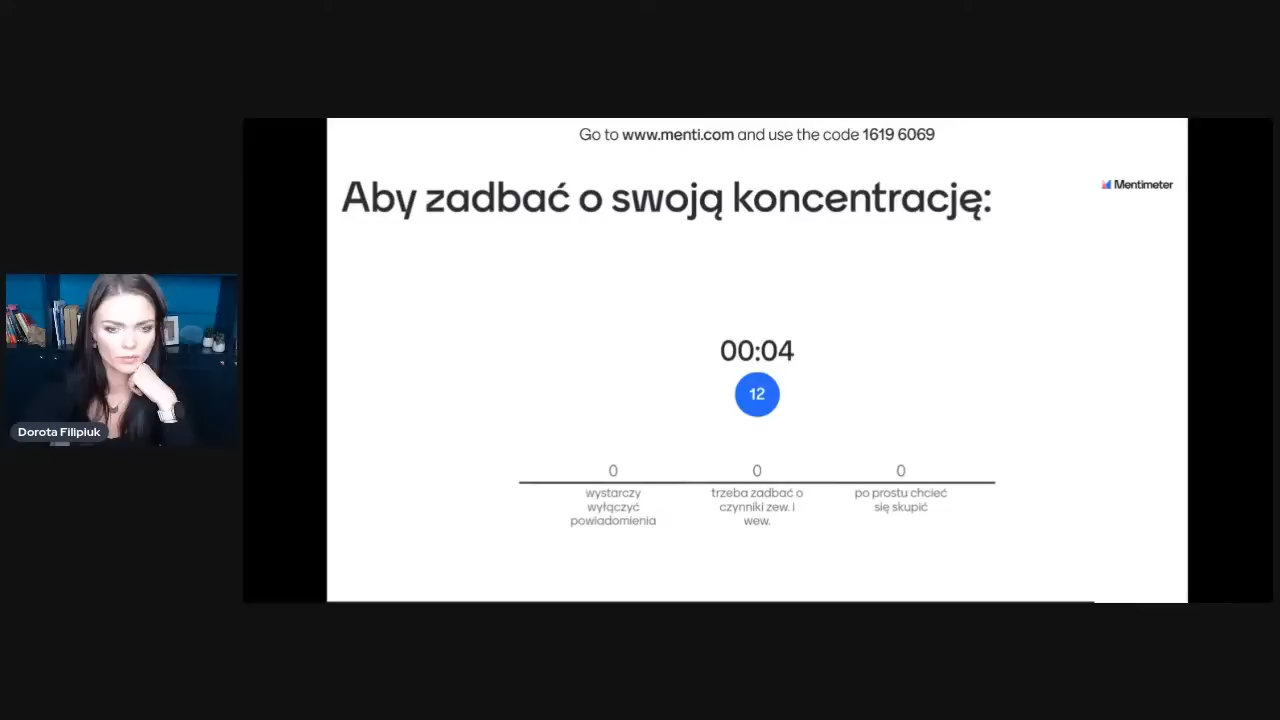 Go to www.menti.com and use the code 1619 6069
Mentimeter
Aby zadbać o swoją koncentrację:
00:04
12
0 0 0
wystarczy
wyłączyć
powiadomienia
trzeba zadbać o
czynniki zew. i
wew.
po prostu chcieć
się skupić
Dorota Filipiuk